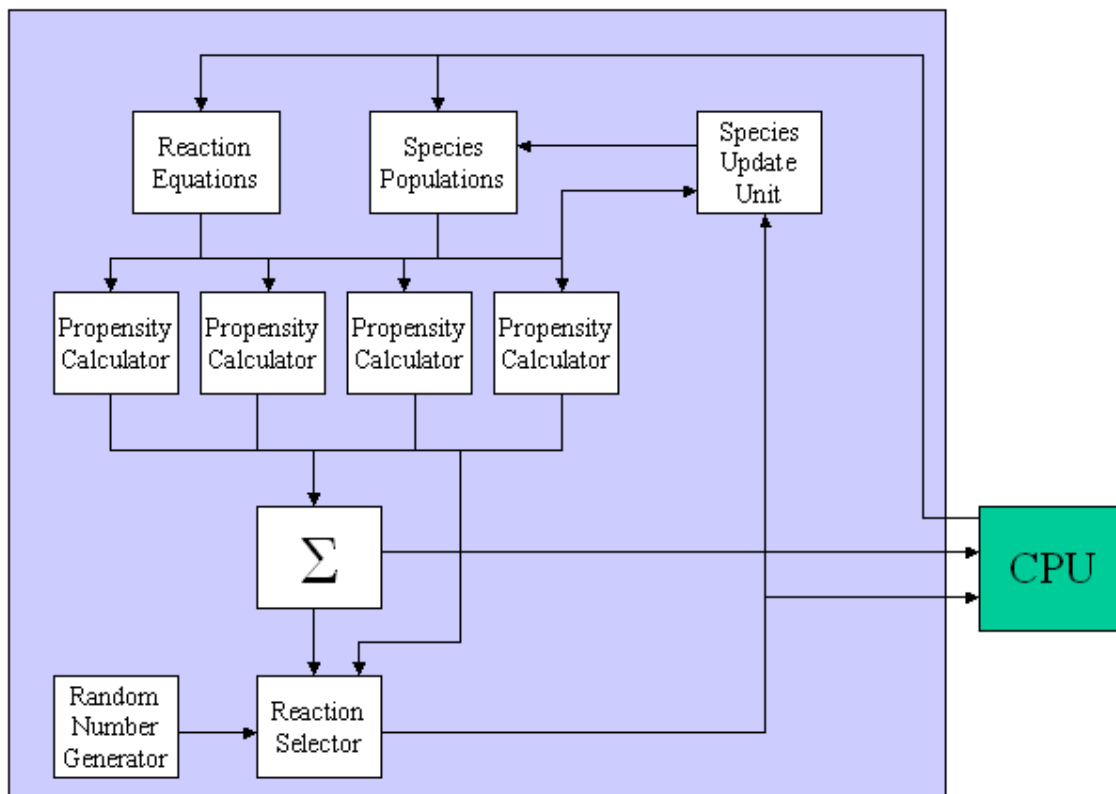 Reaction
Equations
Species
Populations
Species
Update
Unit
Propensity
Calculator
Propensity
Calculator
Propensity
Calculator
Propensity
Calculator
Σ
CPU
Random
Number
Generator
Reaction
Selector